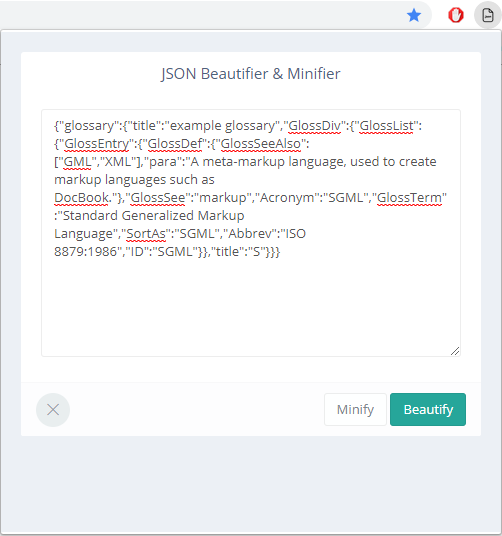 JSON Beautifier & Minifier
{"glossary":{"title":"example glossary","GlossDiv":{"GlossList":
{"GlossEntry":{"GlossDef":{"GlossSeeAlso":
["GML","XML"],"para":"A meta-markup language, used to create
markup languages such as
DocBook."},"GlossSee":"markup","Acronym":"SGML","GlossTerm"
:"Standard Generalized Markup
Language","SortAs":"SGML","Abbrev":"ISO
8879:1986","ID":"SGML"}},"title":"S"}}}
Minify
Beautify